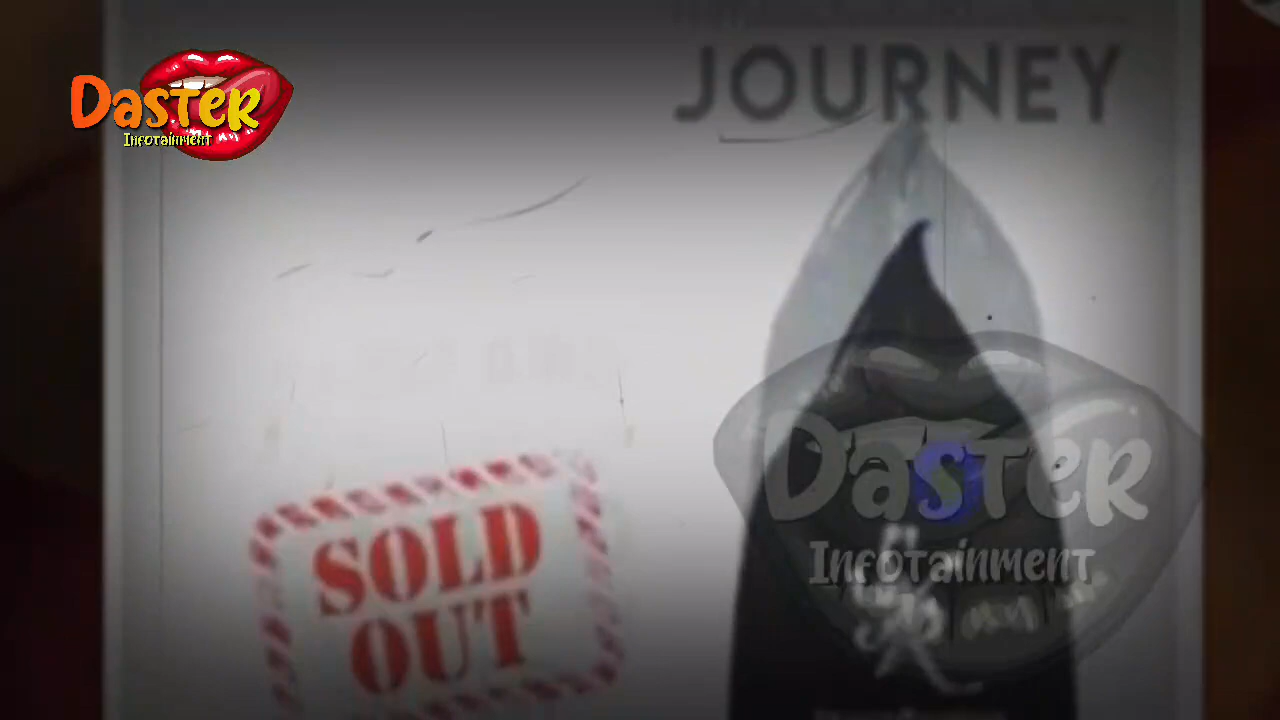 JOURNEY
Daster
Infotainment
SOLD
OUT
Daster
Infotainment